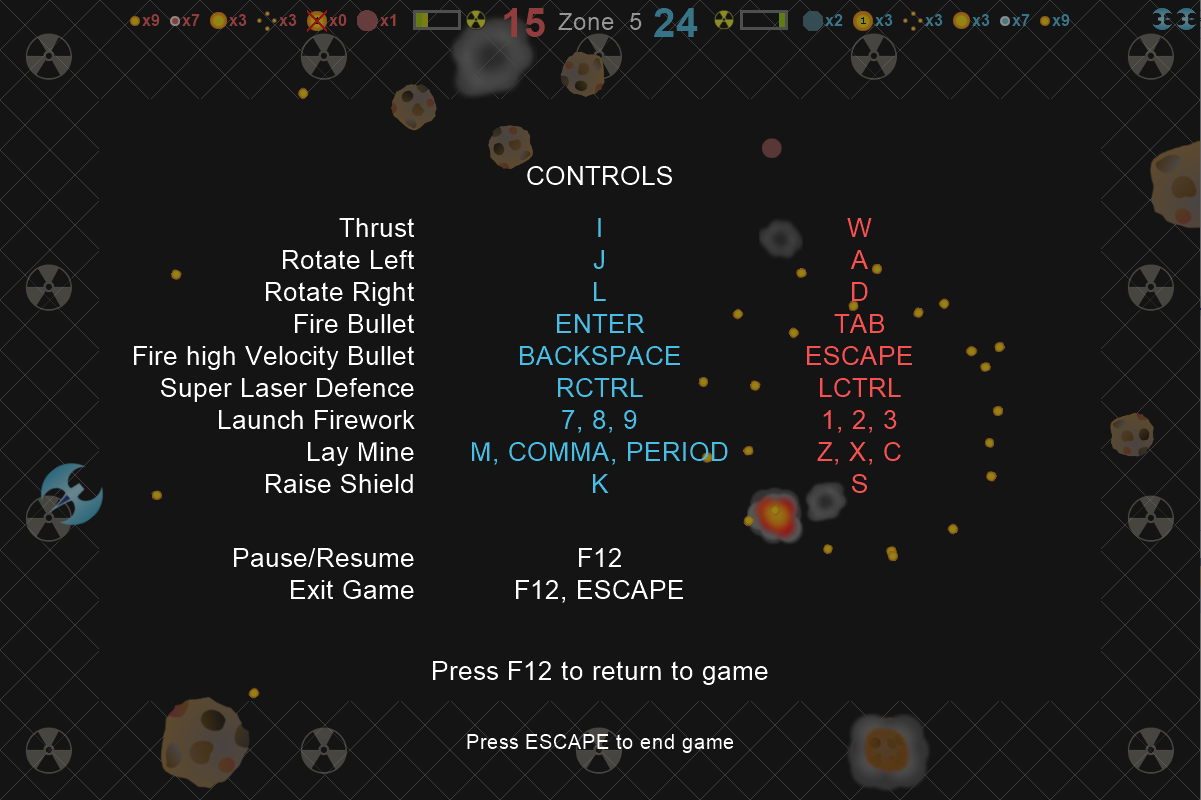 x9 x7 x3 x3 x0 x1 15 Zone 5 24 x2 1 x3 x3 x3 x7 x9
CONTROLS
Thrust I W
Rotate Left J A
Rotate Right L D
Fire Bullet ENTER TAB
Fire high Velocity Bullet BACKSPACE ESCAPE
Super Laser Defence RCTRL LCTRL
Launch Firework 7, 8, 9 1, 2, 3
Lay Mine M, COMMA, PERIOD Z, X, C
Raise Shield K S
Pause/Resume F12
Exit Game F12, ESCAPE
Press F12 to return to game
Press ESCAPE to end game